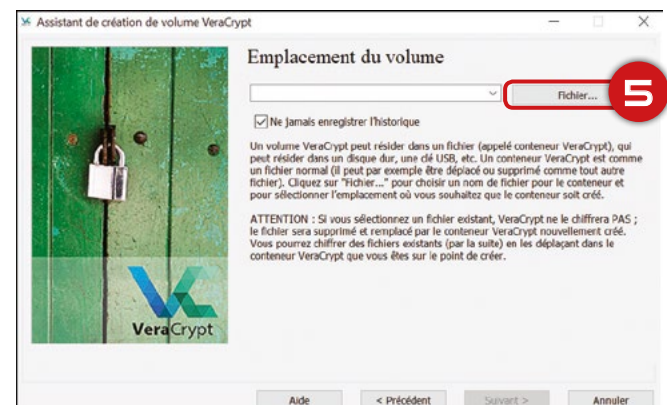 Assistant de création de volume VeraCrypt
Emplacement du volume
Fichier...
5
Ne jamais enregistrer l'historique
Un volume VeraCrypt peut résider dans un fichier (appelé conteneur VeraCrypt), qui
peut résider dans un disque dur, une clé USB, etc. Un conteneur VeraCrypt est comme
un fichier normal (il peut par exemple être déplacé ou supprimé comme tout autre
fichier). Cliquez sur "Fichier..." pour choisir un nom de fichier pour le conteneur et
pour sélectionner l'emplacement où vous souhaitez que le conteneur soit créé.
ATTENTION : Si vous sélectionnez un fichier existant, VeraCrypt ne le chiffrera PAS ;
le fichier sera supprimé et remplacé par le conteneur VeraCrypt nouvellement créé.
Vous pourrez chiffrer des fichiers existants (par la suite) en les déplaçant dans le
conteneur VeraCrypt que vous êtes sur le point de créer.
VeraCrypt
Aide
< Précédent
Suivant >
Annuler